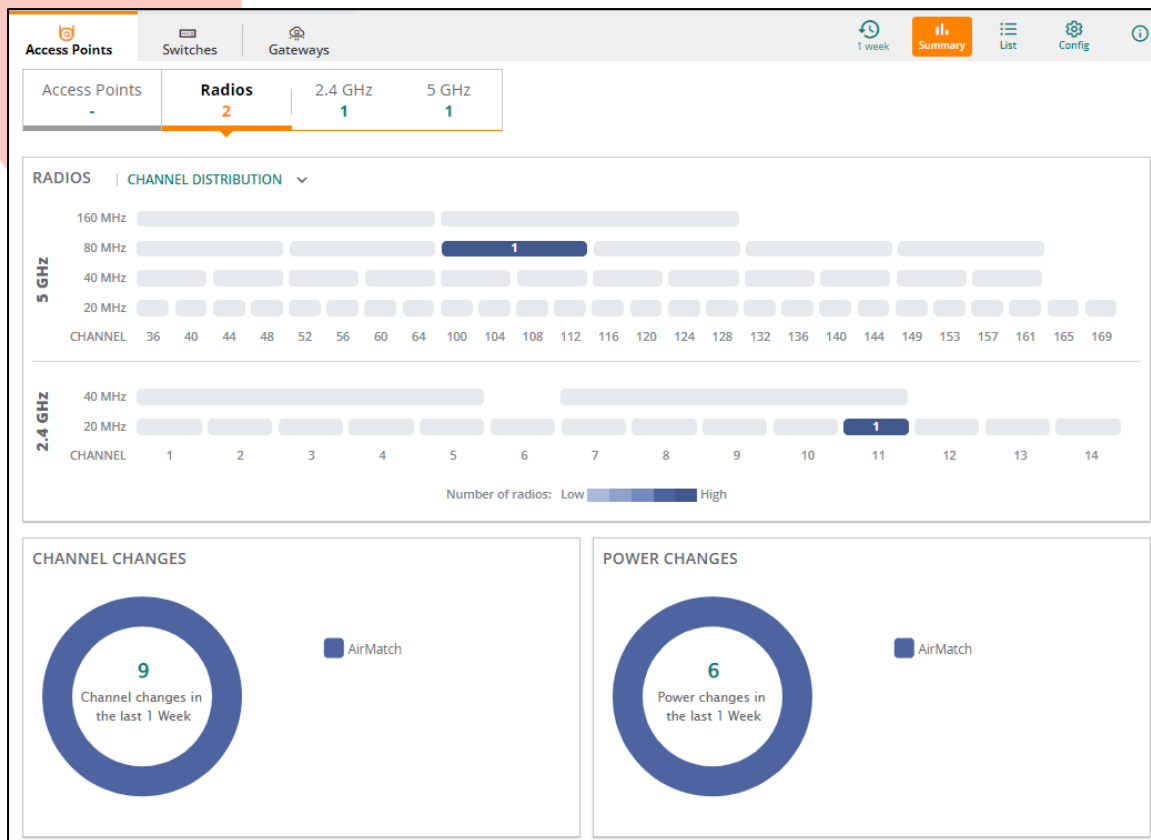 Access Points Switches Gateways 1 week Summary List Config
Access Points Radios 2.4 GHz 5 GHz
- 2 1 1
RADIOS | CHANNEL DISTRIBUTION
160 MHz
80 MHz 1
40 MHz
20 MHz
5 GHz
CHANNEL 36 40 44 48 52 56 60 64 100 104 108 112 116 120 124 128 132 136 140 144 149 153 157 161 165 169
40 MHz
20 MHz 1
2.4 GHz
CHANNEL 1 2 3 4 5 6 7 8 9 10 11 12 13 14
Number of radios: Low High
CHANNEL CHANGES
9
Channel changes in
the last 1 Week
AirMatch
POWER CHANGES
6
Power changes in
the last 1 Week
AirMatch